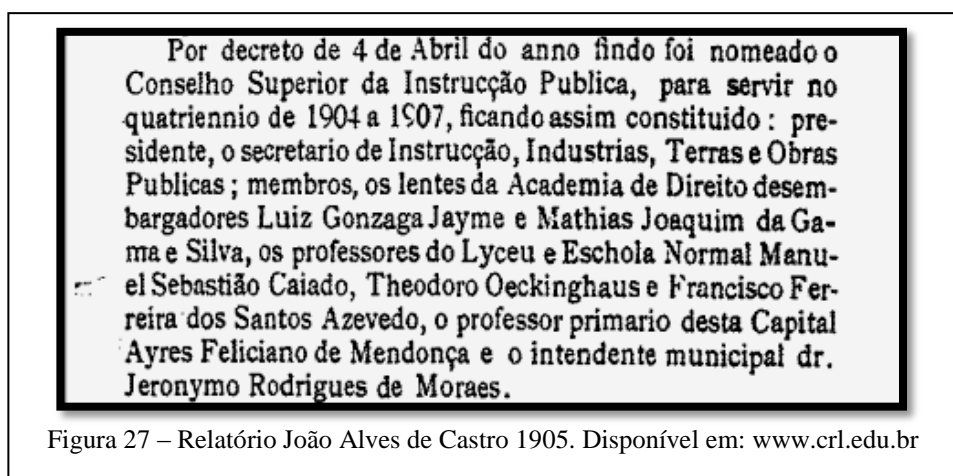 Por decreto de 4 de Abril do anno findo foi nomeado o
Conselho Superior da Instrucção Publica, para servir no
quatriennio de 1904 a 1907, ficando assim constituido : pre-
sidente, o secretario de Instrucção, Industrias, Terras e Obras
Publicas ; membros, os lentes da Academia de Direito desem-
bargadores Luiz Gonzaga Jayme e Mathias Joaquim da Ga-
ma e Silva, os professores do Lyceu e Eschola Normal Manu-
el Sebastião Caiado, Theodoro Oeckinghaus e Francisco Fer-
reira dos Santos Azevedo, o professor primario desta Capital
Ayres Feliciano de Mendonça e o intendente municipal dr.
Jeronymo Rodrigues de Moraes.
Figura 27 – Relatório João Alves de Castro 1905. Disponível em: www.crl.edu.br